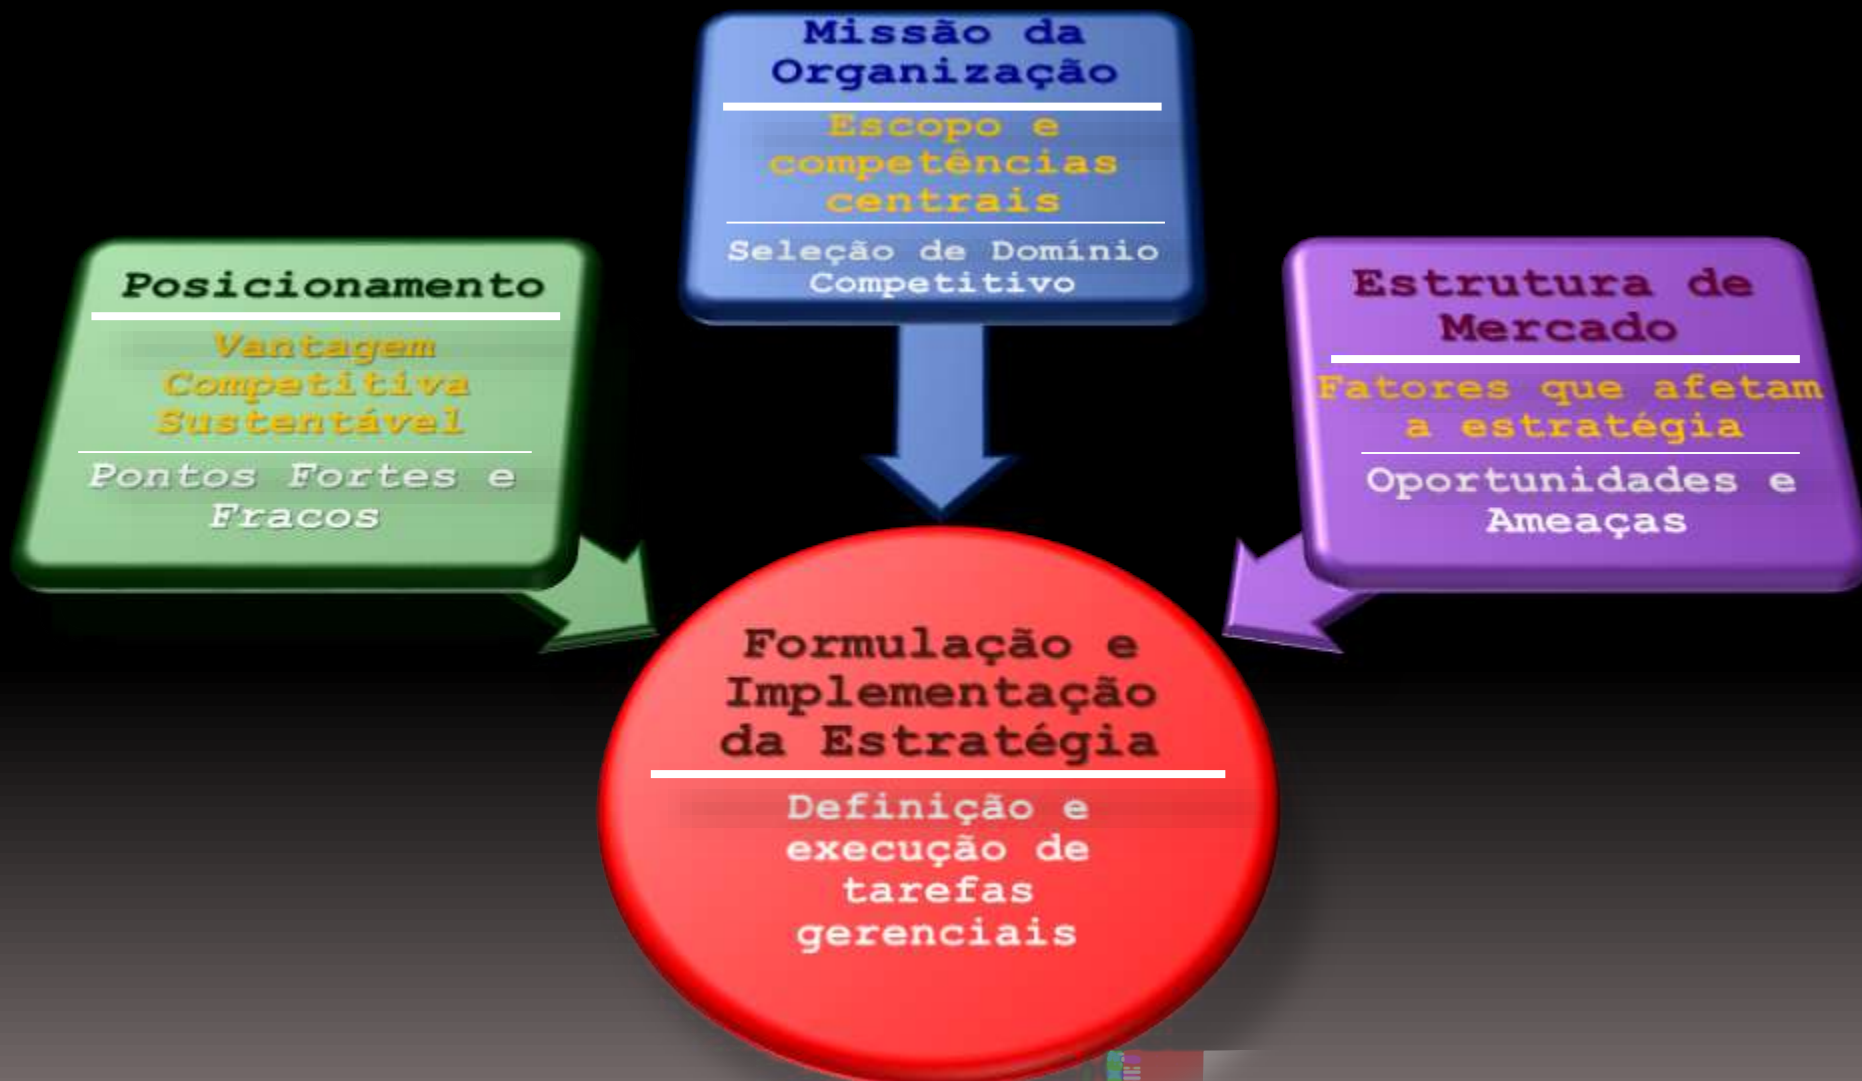 Missão da
Organização
Escopo e
competências
centrais
Seleção de Domínio
Competitivo
Posicionamento
Vantagem
Competitiva
Sustentável
Pontos Fortes e
Fracos
Estrutura de
Mercado
Fatores que afetam
a estratégia
Oportunidades e
Ameaças
Formulação e
Implementação
da Estratégia
Definição e
execução de
tarefas
gerenciais